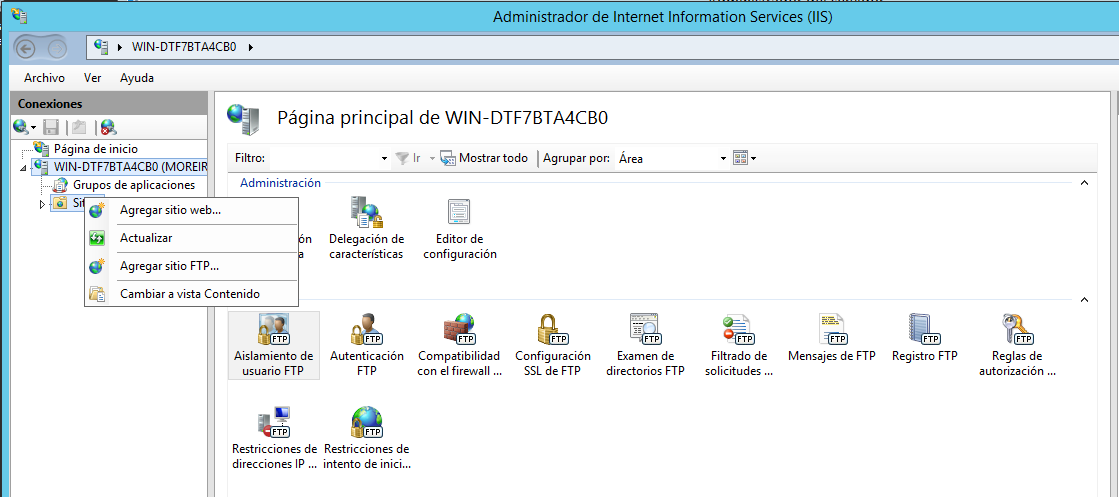 Administrador de Internet Information Services (IIS)
WIN-DTF7BTA4CB0
Archivo Ver Ayuda
Conexiones
Página de inicio
WIN-DTF7BTA4CB0 (MOREIR
Grupos de aplicaciones
Sit
Agregar sitio web...
Actualizar
Agregar sitio FTP...
Cambiar a vista Contenido
Página principal de WIN-DTF7BTA4CB0
Filtro: Ir Mostrar todo Agrupar por: Área
Administración
ón
a
Delegación de
características
Editor de
configuración
FTP FTP FTP FTP FTP FTP FTP FTP FTP
Aislamiento de
usuario FTP
Autenticación
FTP
Compatibilidad
con el firewall ...
Configuración
SSL de FTP
Examen de
directorios FTP
Filtrado de
solicitudes ...
Mensajes de FTP
Registro FTP
Reglas de
autorización ...
FTP FTP
Restricciones de
direcciones IP ...
Restricciones de
intento de inici...